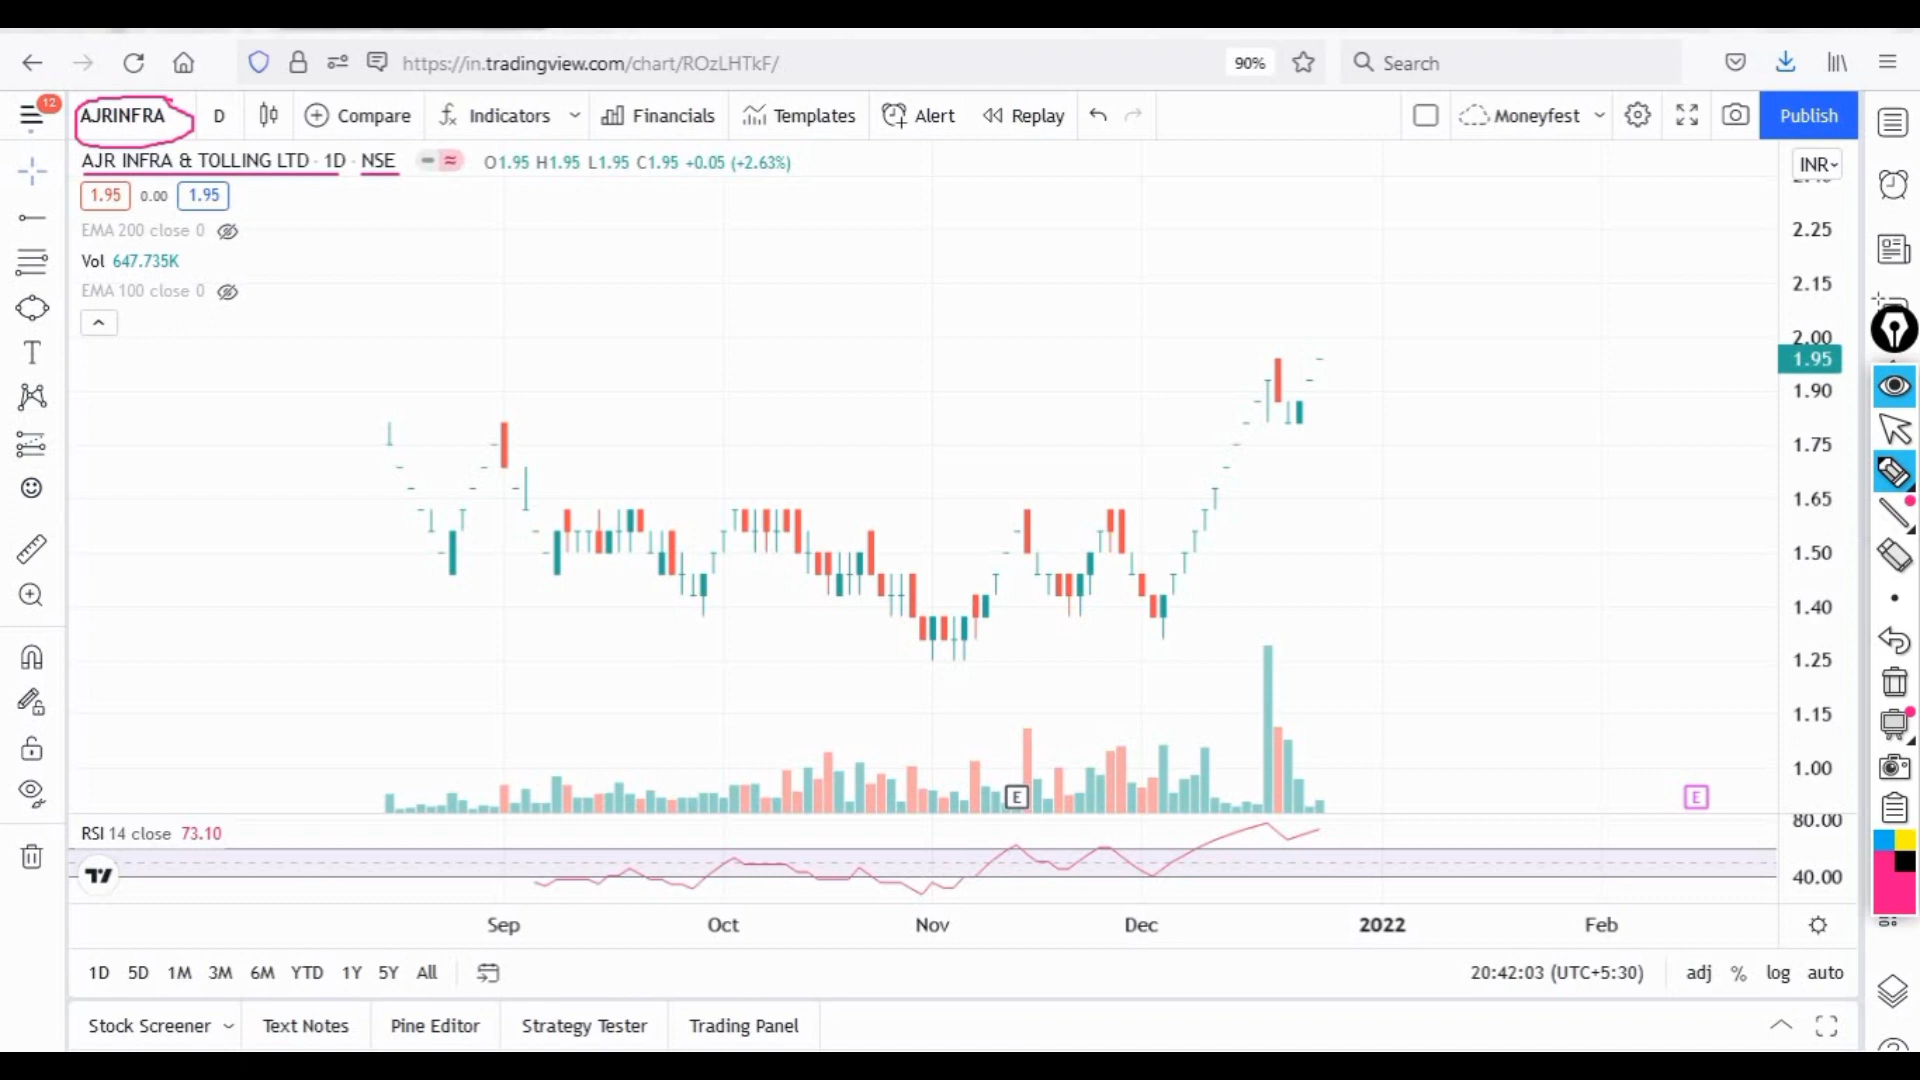 https://in.tradingview.com/chart/ROzLHTkF/
90%
Search
12
AJRINFRA
D
Compare
Indicators
Financials
Templates
Alert
Replay
Moneyfest
Publish
AJR INFRA & TOLLING LTD · 1D · NSE
O1.95 H1.95 L1.95 C1.95 +0.05 (+2.63%)
INR
1.95 0.00 1.95
EMA 200 close 0
Vol 647.735K
EMA 100 close 0
2.25
2.15
2.00
1.95
1.90
1.75
1.65
1.50
1.40
1.25
1.15
1.00
E
E
80.00
RSI 14 close 73.10
40.00
Sep Oct Nov Dec 2022 Feb
1D 5D 1M 3M 6M YTD 1Y 5Y All
20:42:03 (UTC+5:30)
adj % log auto
Stock Screener
Text Notes
Pine Editor
Strategy Tester
Trading Panel